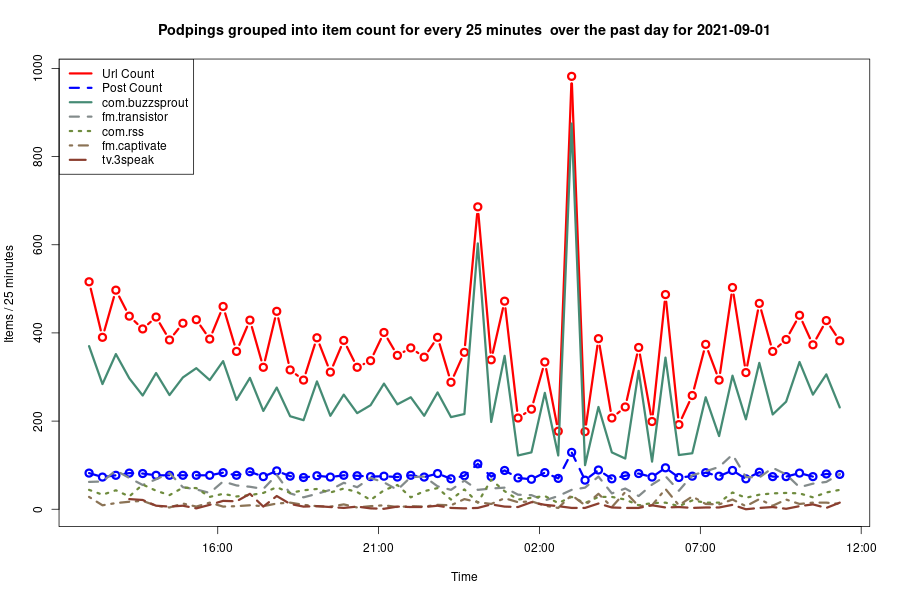 Podpings grouped into item count for every 25 minutes  over the past day for 2021-09-01
Url Count
Post Count
com.buzzsprout
fm.transistor
com.rss
fm.captivate
tv.3speak
Items / 25 minutes
1000
800
600
400
200
0
16:00 21:00 02:00 07:00 12:00
Time